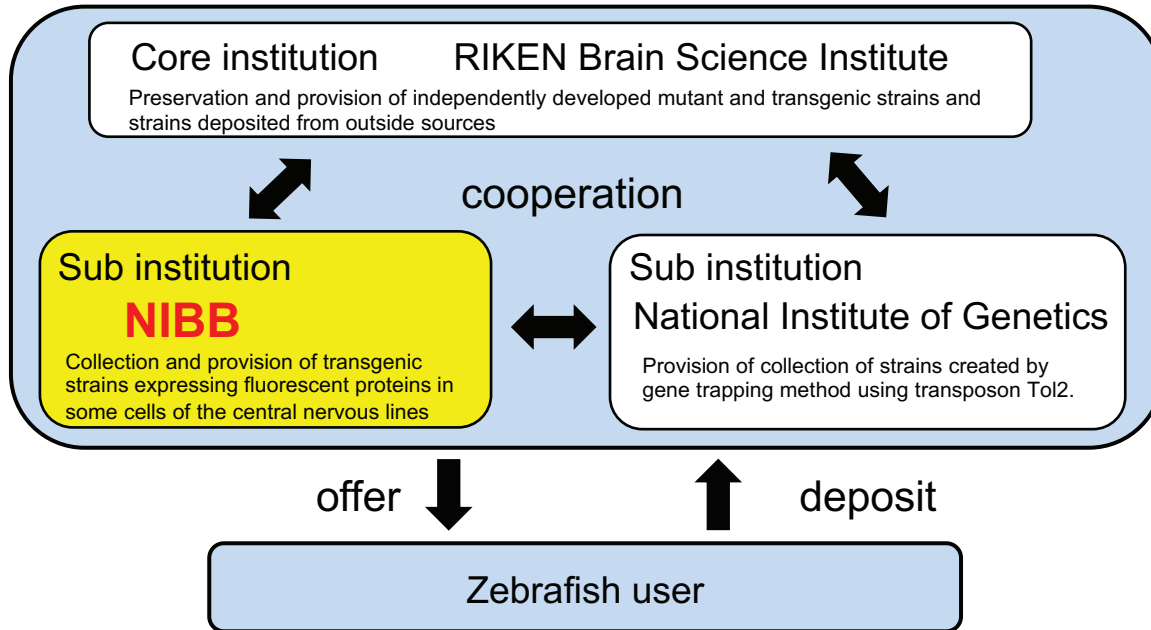 Core institution RIKEN Brain Science Institute
Preservation and provision of independently developed mutant and transgenic strains and
strains deposited from outside sources
cooperation
Sub institution
NIBB
Collection and provision of transgenic
strains expressing fluorescent proteins in
some cells of the central nervous lines
Sub institution
National Institute of Genetics
Provision of collection of strains created by
gene trapping method using transposon Tol2.
offer
deposit
Zebrafish user